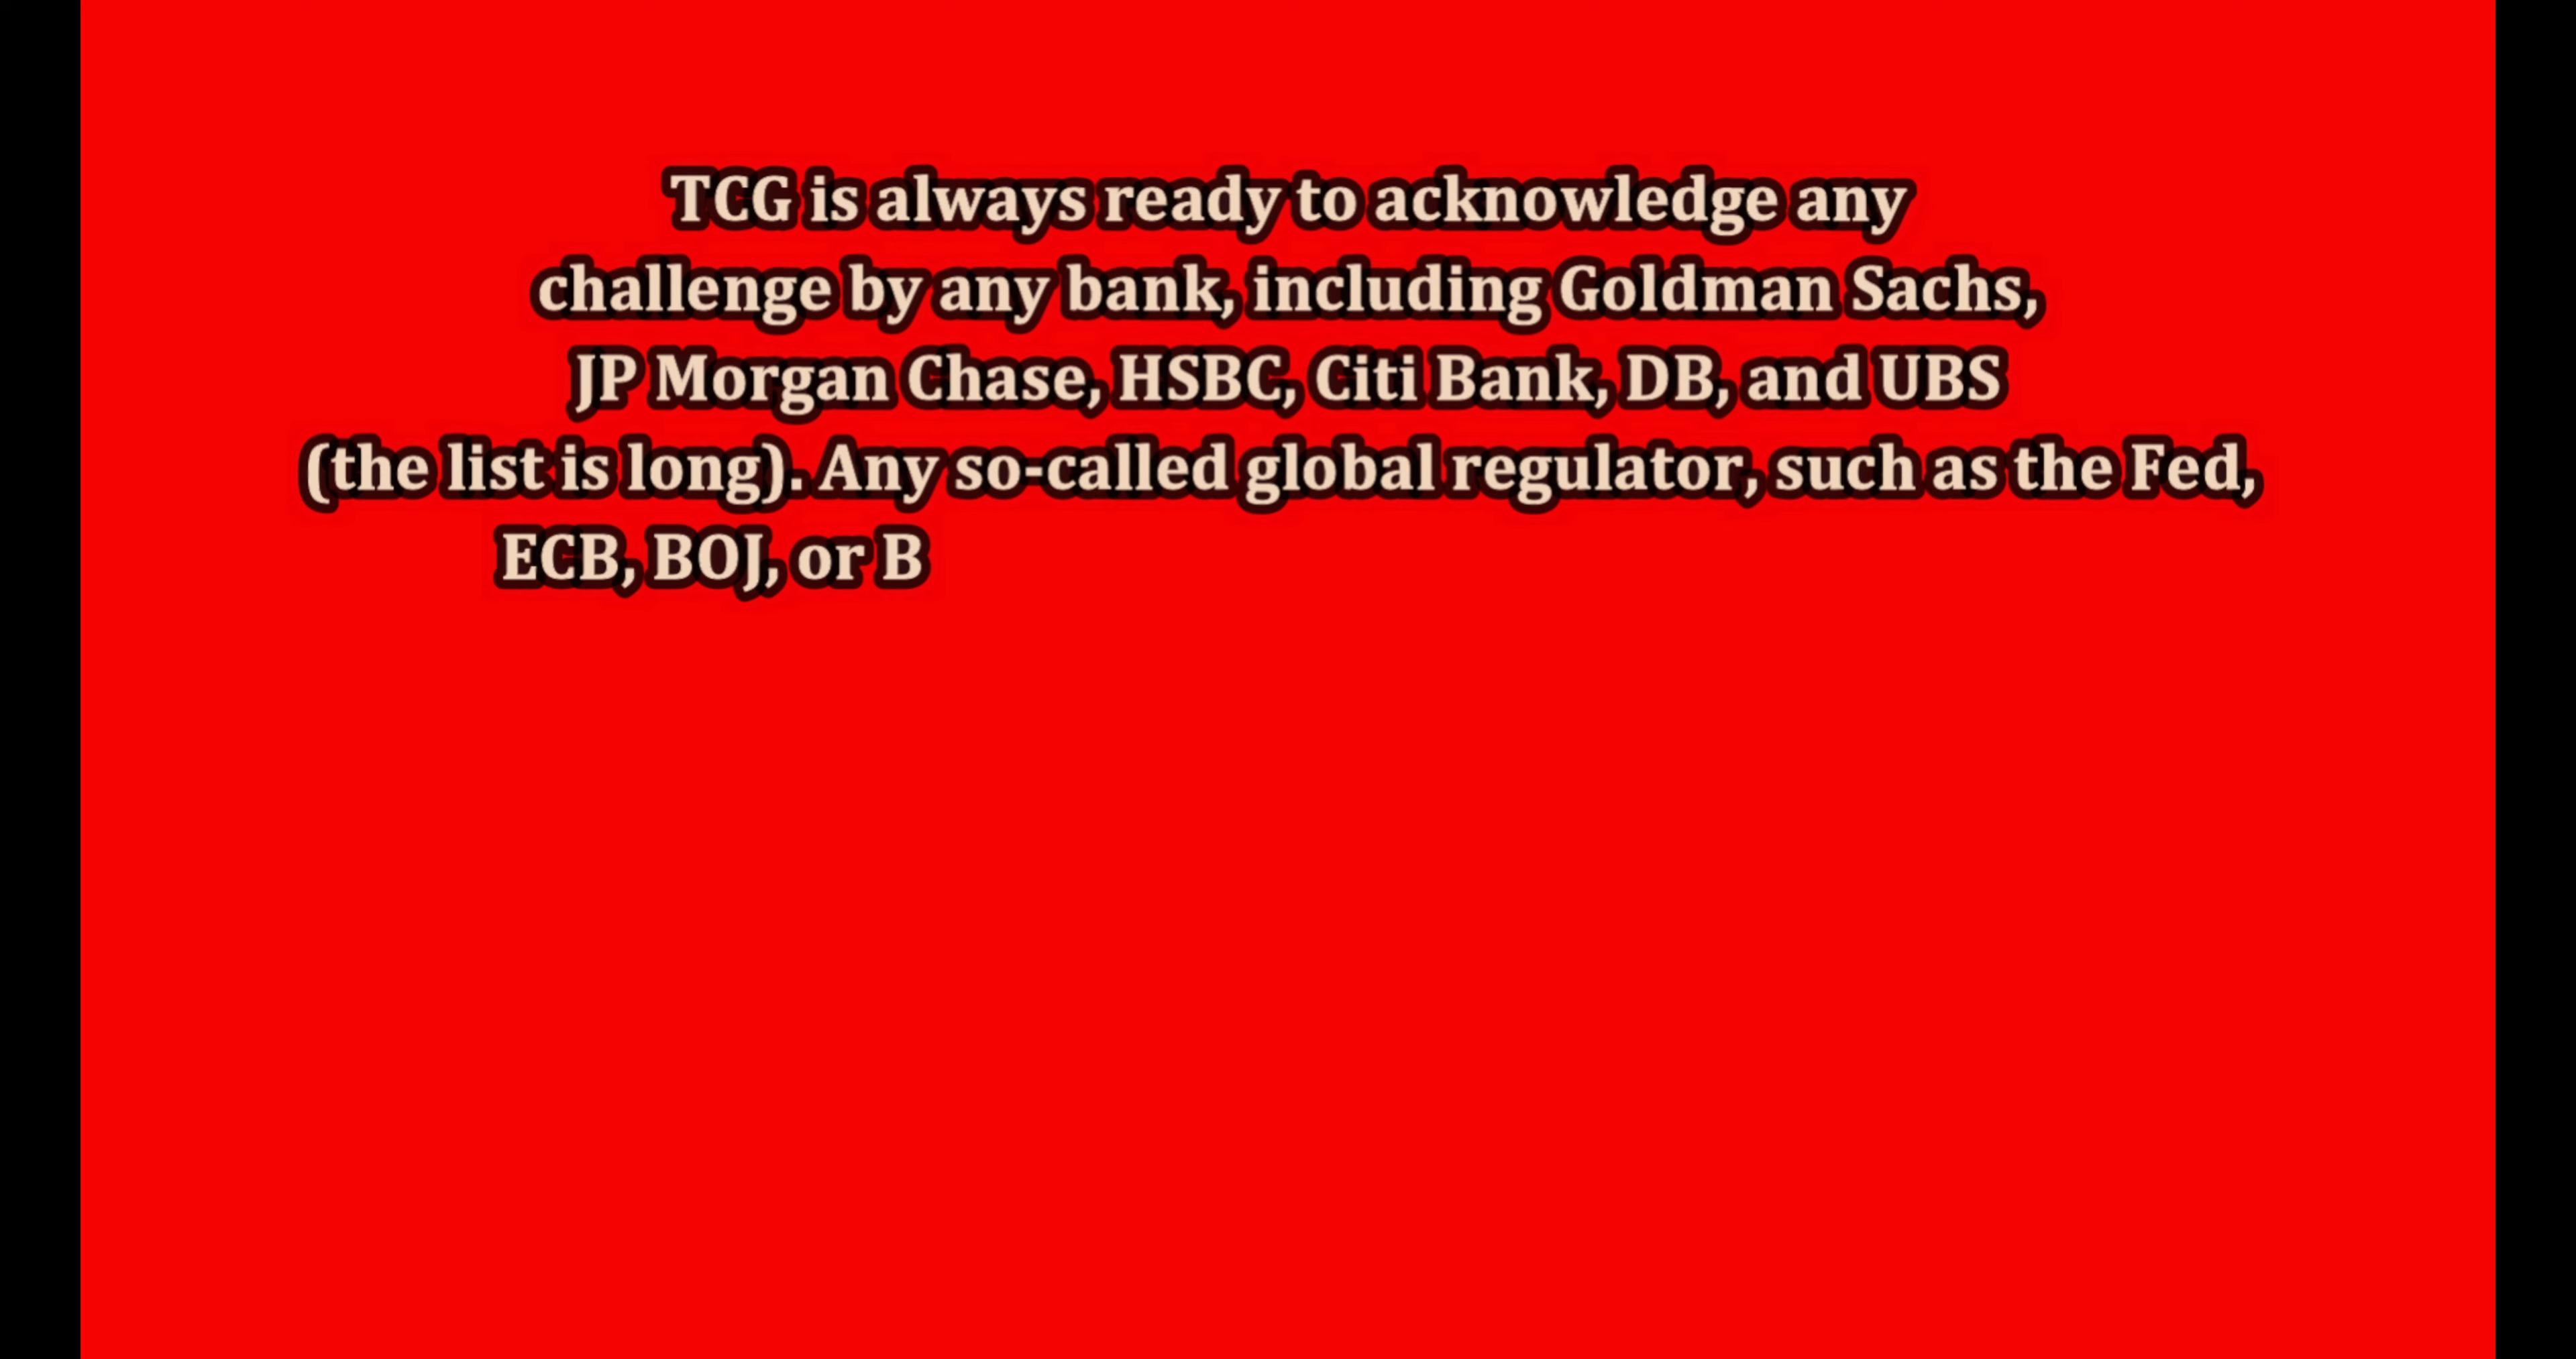 TCG is always ready to acknowledge any
challenge by any bank, including Goldman Sachs,
JP Morgan Chase, HSBC, Citi Bank, DB, and UBS
(the list is long). Any so-called global regulator, such as the Fed,
ECB, BOJ, or B